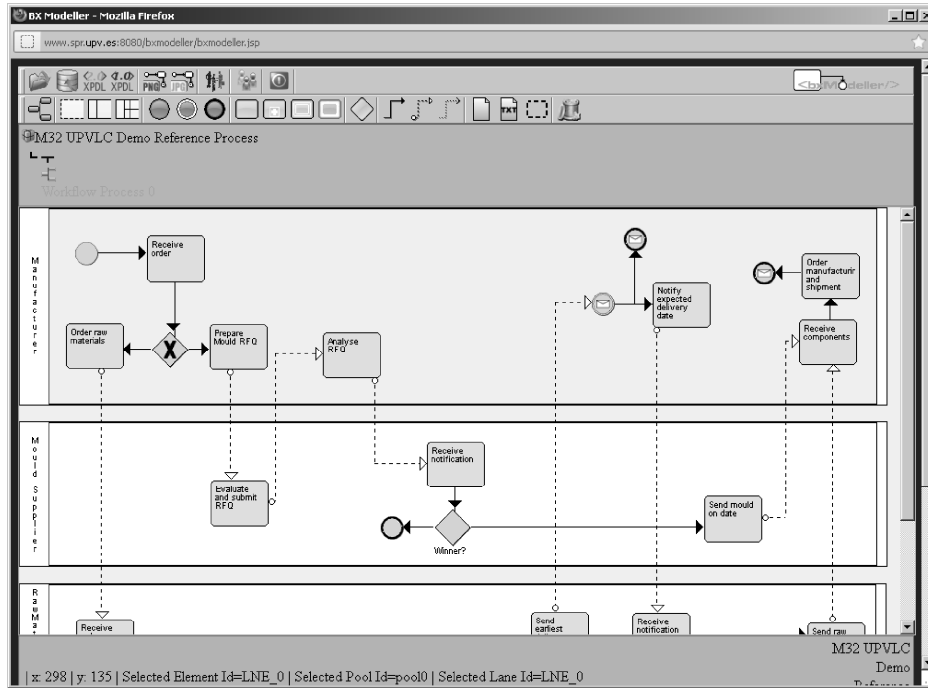 BX Modeller - Mozilla Firefox
www.spr.upv.es:8080/bxmodeller/bxmodeller.jsp
XPDL XPDL PNG JPG
<bxModeller/>
TXT
M32 UPVLC Demo Reference Process
Workflow Process 0
Manufacturer
Receive
order
Order raw
materials
X
Prepare
Mould RFQ
Analyse
RFQ
Notify
expected
delivery
date
Order
manufacturir
and
shipment
Receive
components
Mould Supplier
Evaluate
and submit
RFQ
Receive
notification
Winner?
Send mould
on date
RawMat
Receive
Send
earliest
Receive
notification
Send raw
M32 UPVLC
Demo
Reference
| x: 298 | y: 135 | Selected Element Id=LNE_0 | Selected Pool Id=pool0 | Selected Lane Id=LNE_0